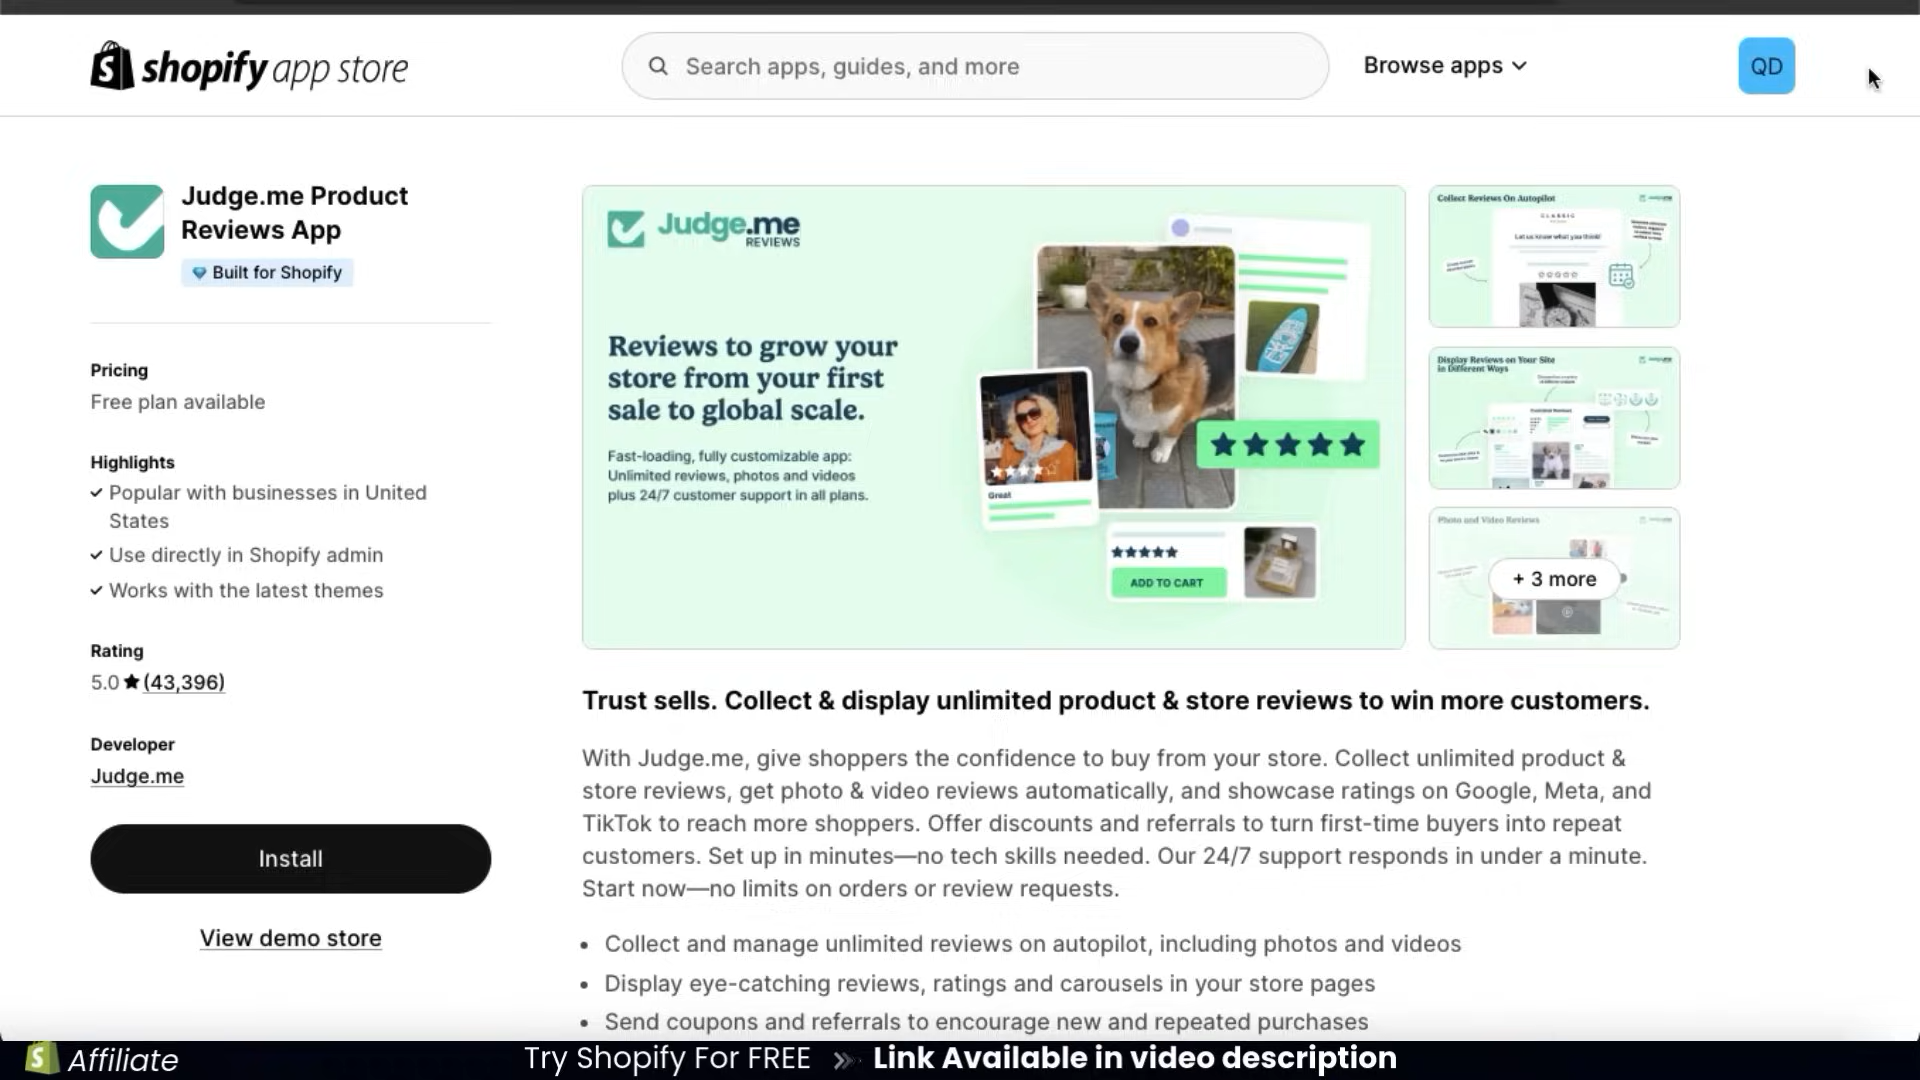 shopify app store
Search apps, guides, and more
Browse apps
QD
Judge.me Product
Reviews App
Built for Shopify
Pricing
Free plan available
Highlights
Popular with businesses in United
States
Use directly in Shopify admin
Works with the latest themes
Rating
5.0 ★ (43,396)
Developer
Judge.me
Install
View demo store
Judge.me
REVIEWS
Reviews to grow your
store from your first
sale to global scale.
Fast-loading, fully customizable app:
Unlimited reviews, photos and videos
plus 24/7 customer support in all plans.
Great
ADD TO CART
Collect Reviews On Autopilot
CLASSIC
Let us know what you think!
Display Reviews on Your Site
in Different Ways
Photo and Video Reviews
+ 3 more
Trust sells. Collect & display unlimited product & store reviews to win more customers.
With Judge.me, give shoppers the confidence to buy from your store. Collect unlimited product &
store reviews, get photo & video reviews automatically, and showcase ratings on Google, Meta, and
TikTok to reach more shoppers. Offer discounts and referrals to turn first-time buyers into repeat
customers. Set up in minutes—no tech skills needed. Our 24/7 support responds in under a minute.
Start now—no limits on orders or review requests.
• Collect and manage unlimited reviews on autopilot, including photos and videos
• Display eye-catching reviews, ratings and carousels in your store pages
• Send coupons and referrals to encourage new and repeated purchases
Affiliate
Try Shopify For FREE » Link Available in video description